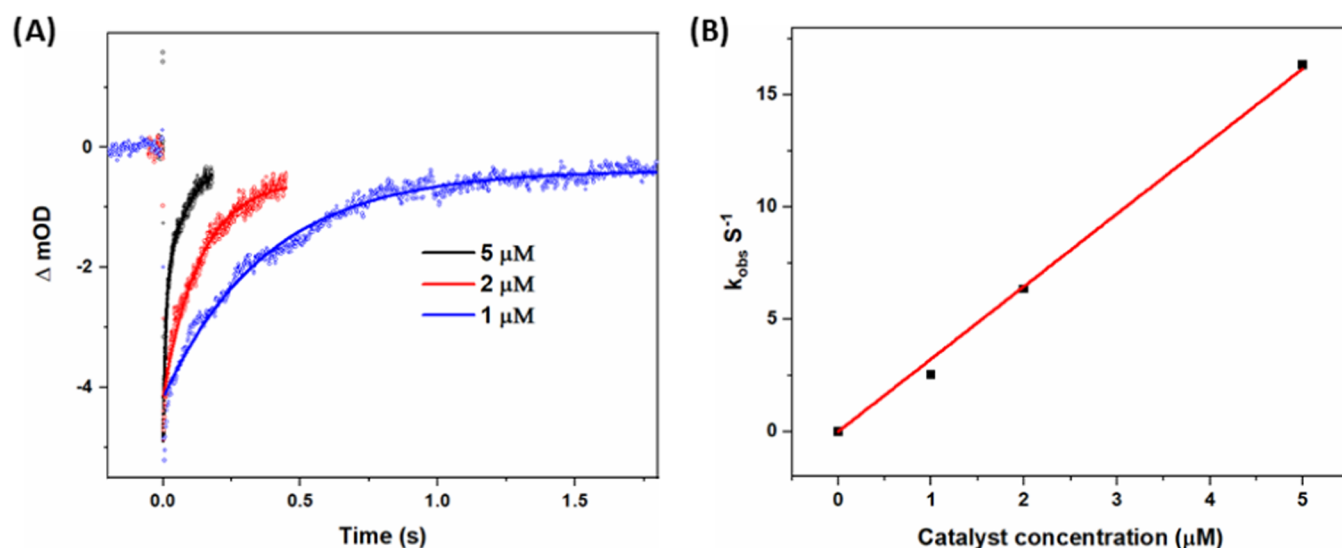 (A)
0
-2
-4
Δ mOD
5 μM
2 μM
1 μM
0.0 0.5 1.0 1.5
Time (s)
(B)
15
10
5
0
k_obs S⁻¹
0 1 2 3 4 5
Catalyst concentration (μM)